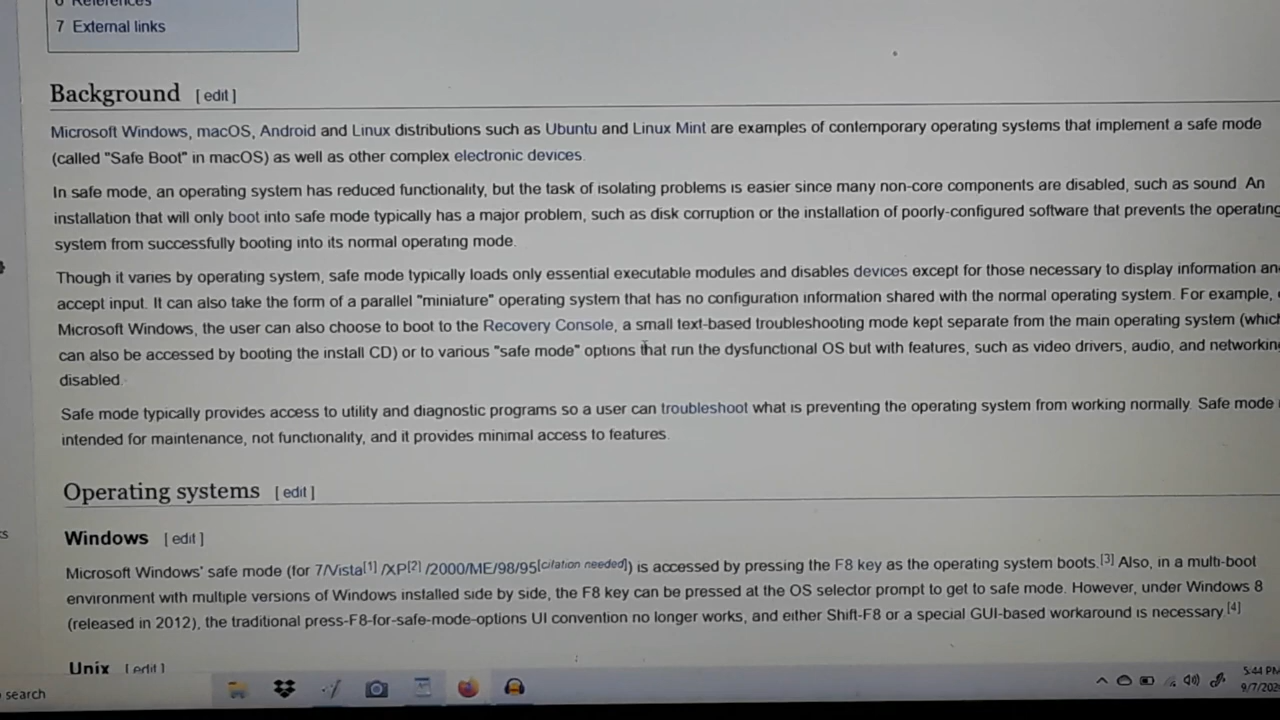 6 References
7 External links
Background [ edit ]
Microsoft Windows, macOS, Android and Linux distributions such as Ubuntu and Linux Mint are examples of contemporary operating systems that implement a safe mode
(called "Safe Boot" in macOS) as well as other complex electronic devices.
In safe mode, an operating system has reduced functionality, but the task of isolating problems is easier since many non-core components are disabled, such as sound. An
installation that will only boot into safe mode typically has a major problem, such as disk corruption or the installation of poorly-configured software that prevents the operating
system from successfully booting into its normal operating mode.
Though it varies by operating system, safe mode typically loads only essential executable modules and disables devices except for those necessary to display information an
accept input. It can also take the form of a parallel "miniature" operating system that has no configuration information shared with the normal operating system. For example,
Microsoft Windows, the user can also choose to boot to the Recovery Console, a small text-based troubleshooting mode kept separate from the main operating system (which
can also be accessed by booting the install CD) or to various "safe mode" options that run the dysfunctional OS but with features, such as video drivers, audio, and networkin
disabled.
Safe mode typically provides access to utility and diagnostic programs so a user can troubleshoot what is preventing the operating system from working normally. Safe mode
intended for maintenance, not functionality, and it provides minimal access to features.
Operating systems [ edit ]
Windows [ edit ]
Microsoft Windows' safe mode (for 7/Vista[1] /XP[2] /2000/ME/98/95[citation needed]) is accessed by pressing the F8 key as the operating system boots.[3] Also, in a multi-boot
environment with multiple versions of Windows installed side by side, the F8 key can be pressed at the OS selector prompt to get to safe mode. However, under Windows 8
(released in 2012), the traditional press-F8-for-safe-mode-options UI convention no longer works, and either Shift-F8 or a special GUI-based workaround is necessary.[4]
Unix [ edit ]
search
5:44 PM
9/7/202